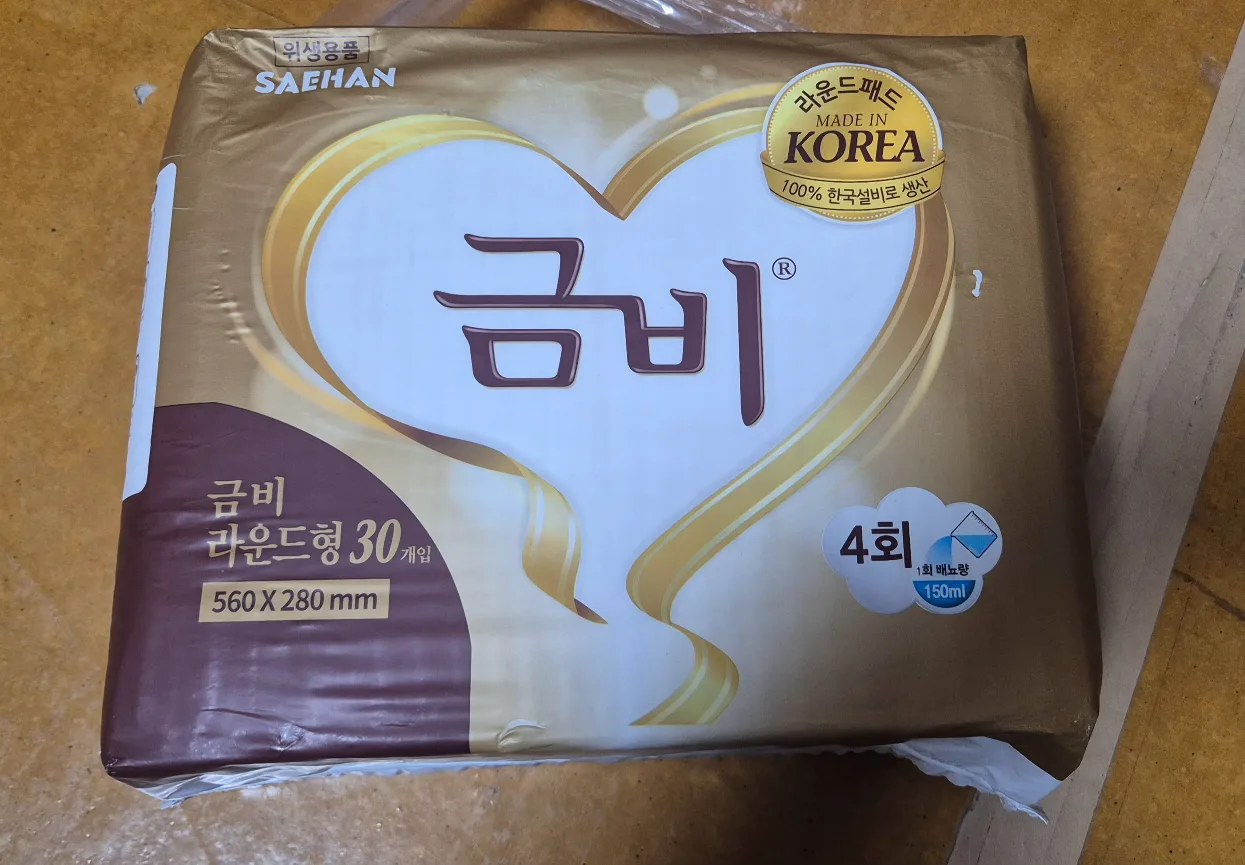 위생용품
SAEHAN
라운드패드
MADE IN
KOREA
100% 한국설비로 생산
금비®
금비
라운드형 30개입
560 X 280 mm
4회
1회 배뇨량
150ml